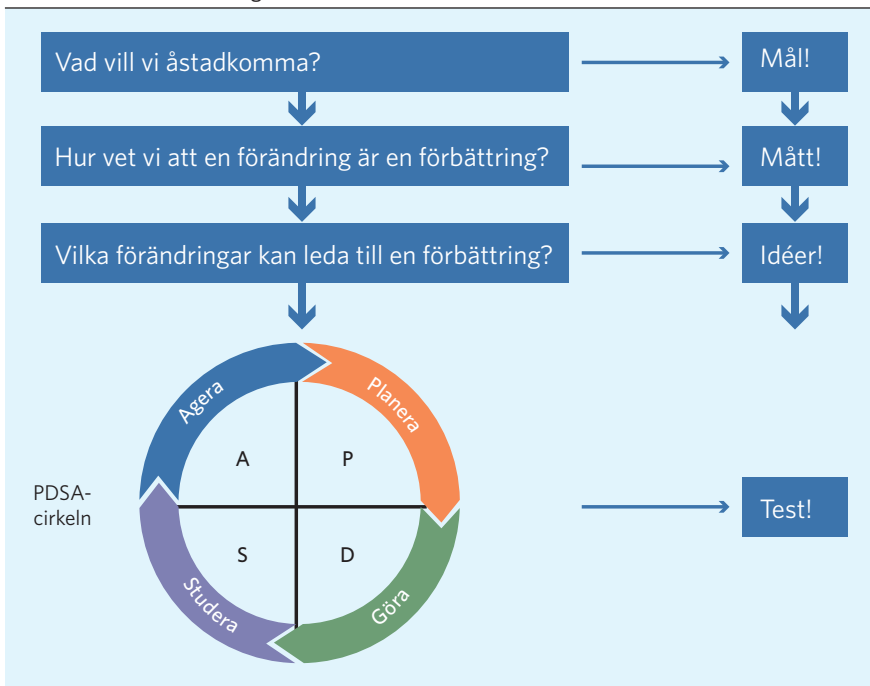 Vad vill vi åstadkomma?
Mål!
Hur vet vi att en förändring är en förbättring?
Mått!
Vilka förändringar kan leda till en förbättring?
Idéer!
Agera
Planera
A
P
PDSA-
cirkeln
Test!
S
D
Studera
Göra